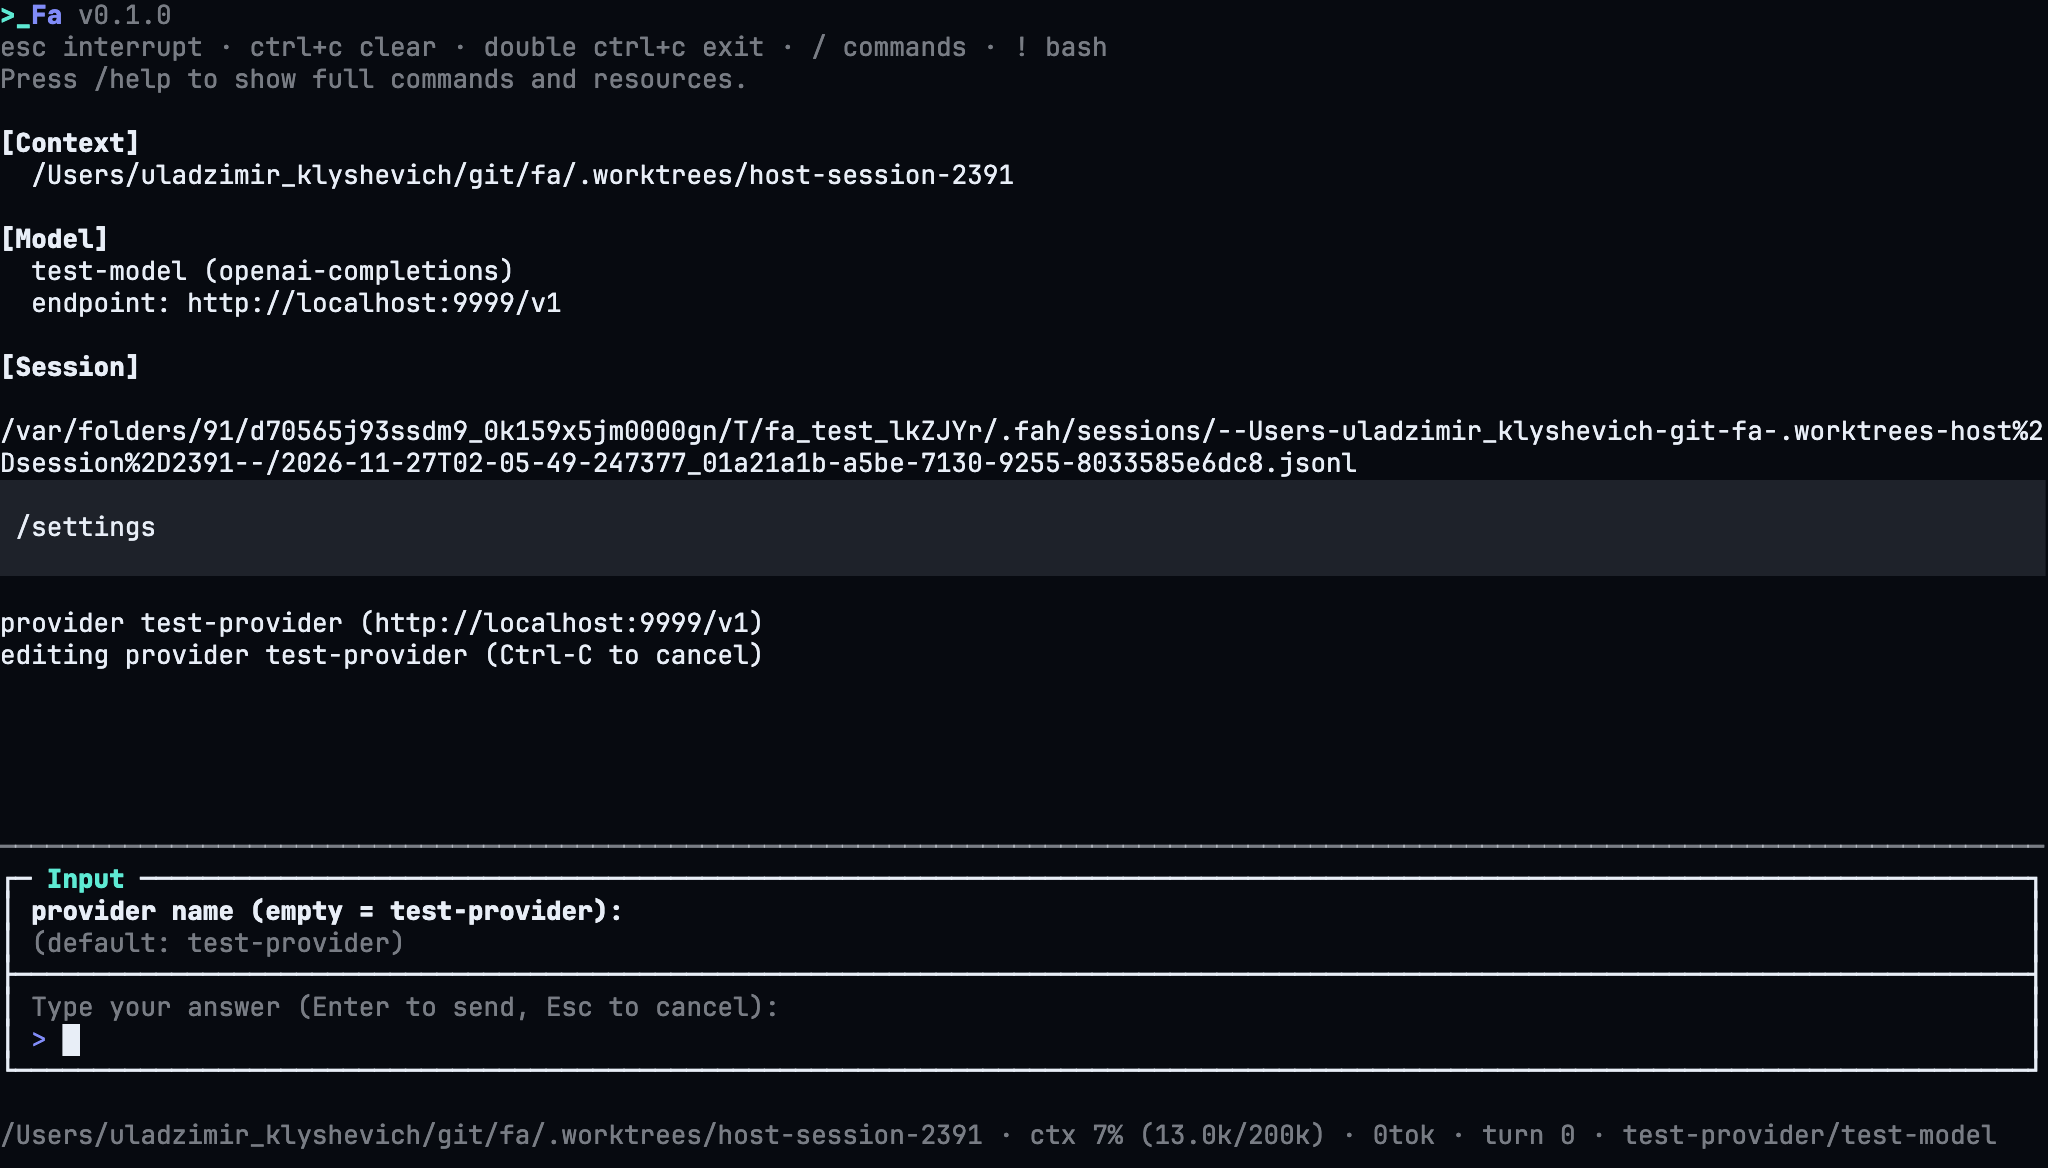 >_Fa v0.1.0
esc interrupt · ctrl+c clear · double ctrl+c exit · / commands · ! bash
Press /help to show full commands and resources.
[Context]
/Users/uladzimir_klyshevich/git/fa/.worktrees/host-session-2391
[Model]
test-model (openai-completions)
endpoint: http://localhost:9999/v1
[Session]
/var/folders/91/d70565j93ssdm9_0k159x5jm0000gn/T/fa_test_lkZJYr/.fah/sessions/--Users-uladzimir_klyshevich-git-fa-.worktrees-host%2
Dsession%2D2391--/2026-11-27T02-05-49-247377_01a21a1b-a5be-7130-9255-8033585e6dc8.jsonl
/settings
provider test-provider (http://localhost:9999/v1)
editing provider test-provider (Ctrl-C to cancel)
Input
provider name (empty = test-provider):
(default: test-provider)
Type your answer (Enter to send, Esc to cancel):
>
/Users/uladzimir_klyshevich/git/fa/.worktrees/host-session-2391 · ctx 7% (13.0k/200k) · 0tok · turn 0 · test-provider/test-model